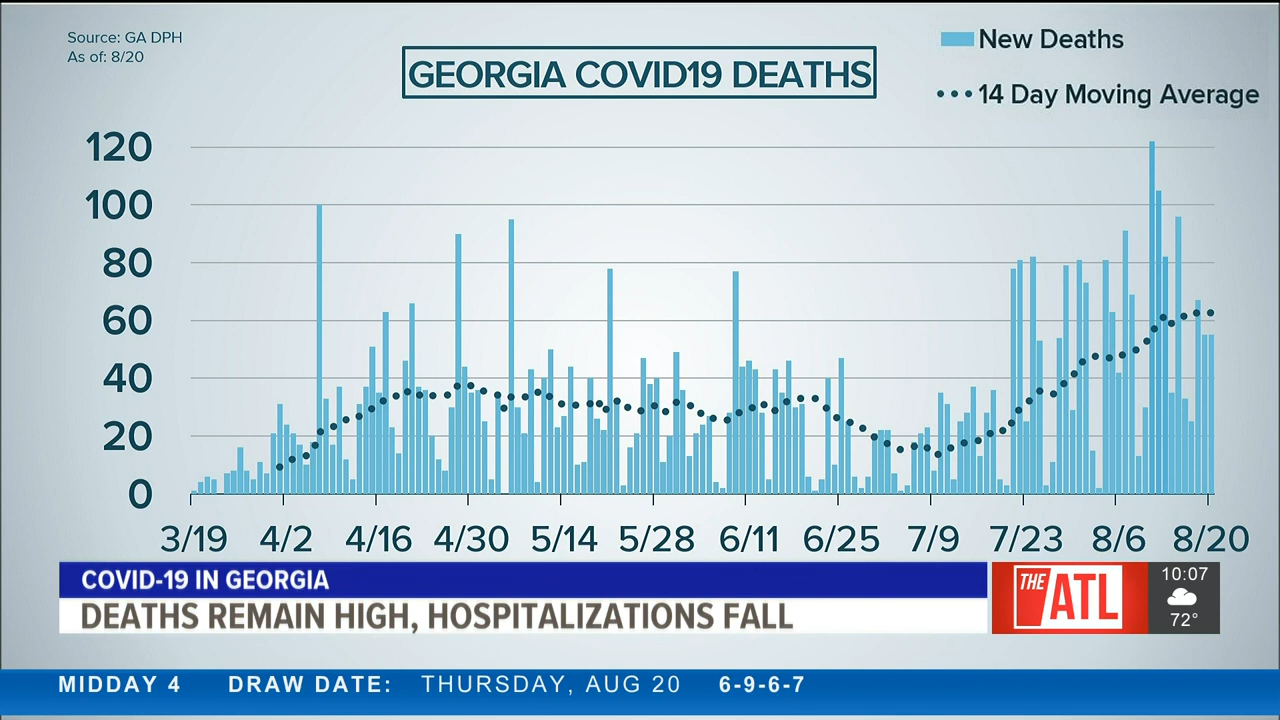 Source: GA DPH
As of: 8/20
GEORGIA COVID19 DEATHS
New Deaths
14 Day Moving Average
120
100
80
60
40
20
0
3/19 4/2 4/16 4/30 5/14 5/28 6/11 6/25 7/9 7/23 8/6 8/20
COVID-19 IN GEORGIA
DEATHS REMAIN HIGH, HOSPITALIZATIONS FALL
THE ATL
10:07
72°
MIDDAY 4 DRAW DATE: THURSDAY, AUG 20 6-9-6-7